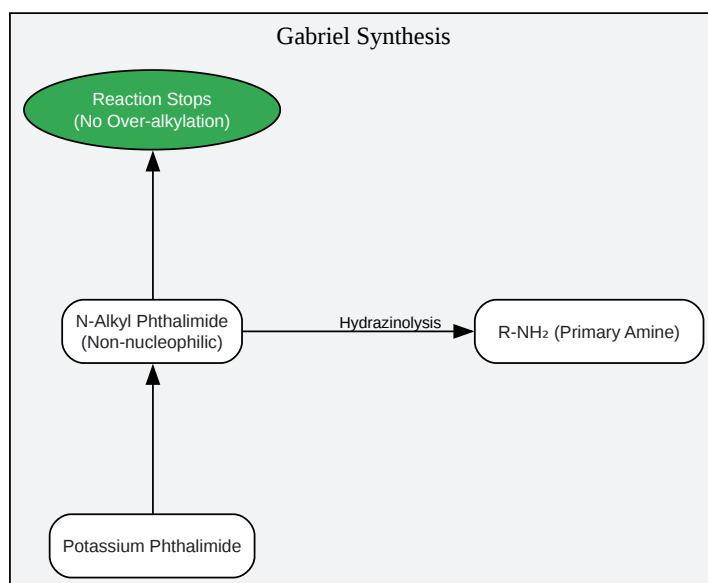 Gabriel Synthesis
Reaction Stops
(No Over-alkylation)
N-Alkyl Phthalimide
(Non-nucleophilic)
Hydrazinolysis
R-NH₂ (Primary Amine)
Potassium Phthalimide